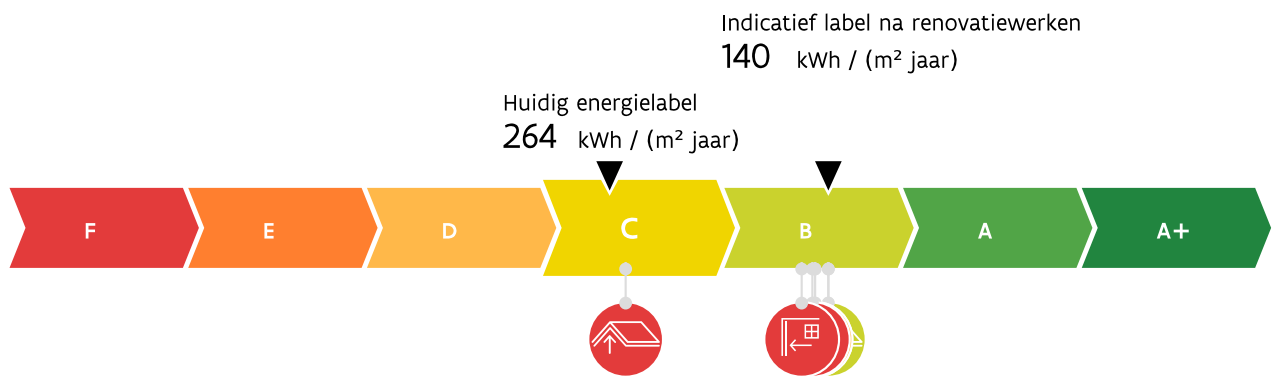 Indicatief label na renovatiewerken
140 kWh / (m² jaar)
Huidig energielabel
264 kWh / (m² jaar)
F E D C B A A+